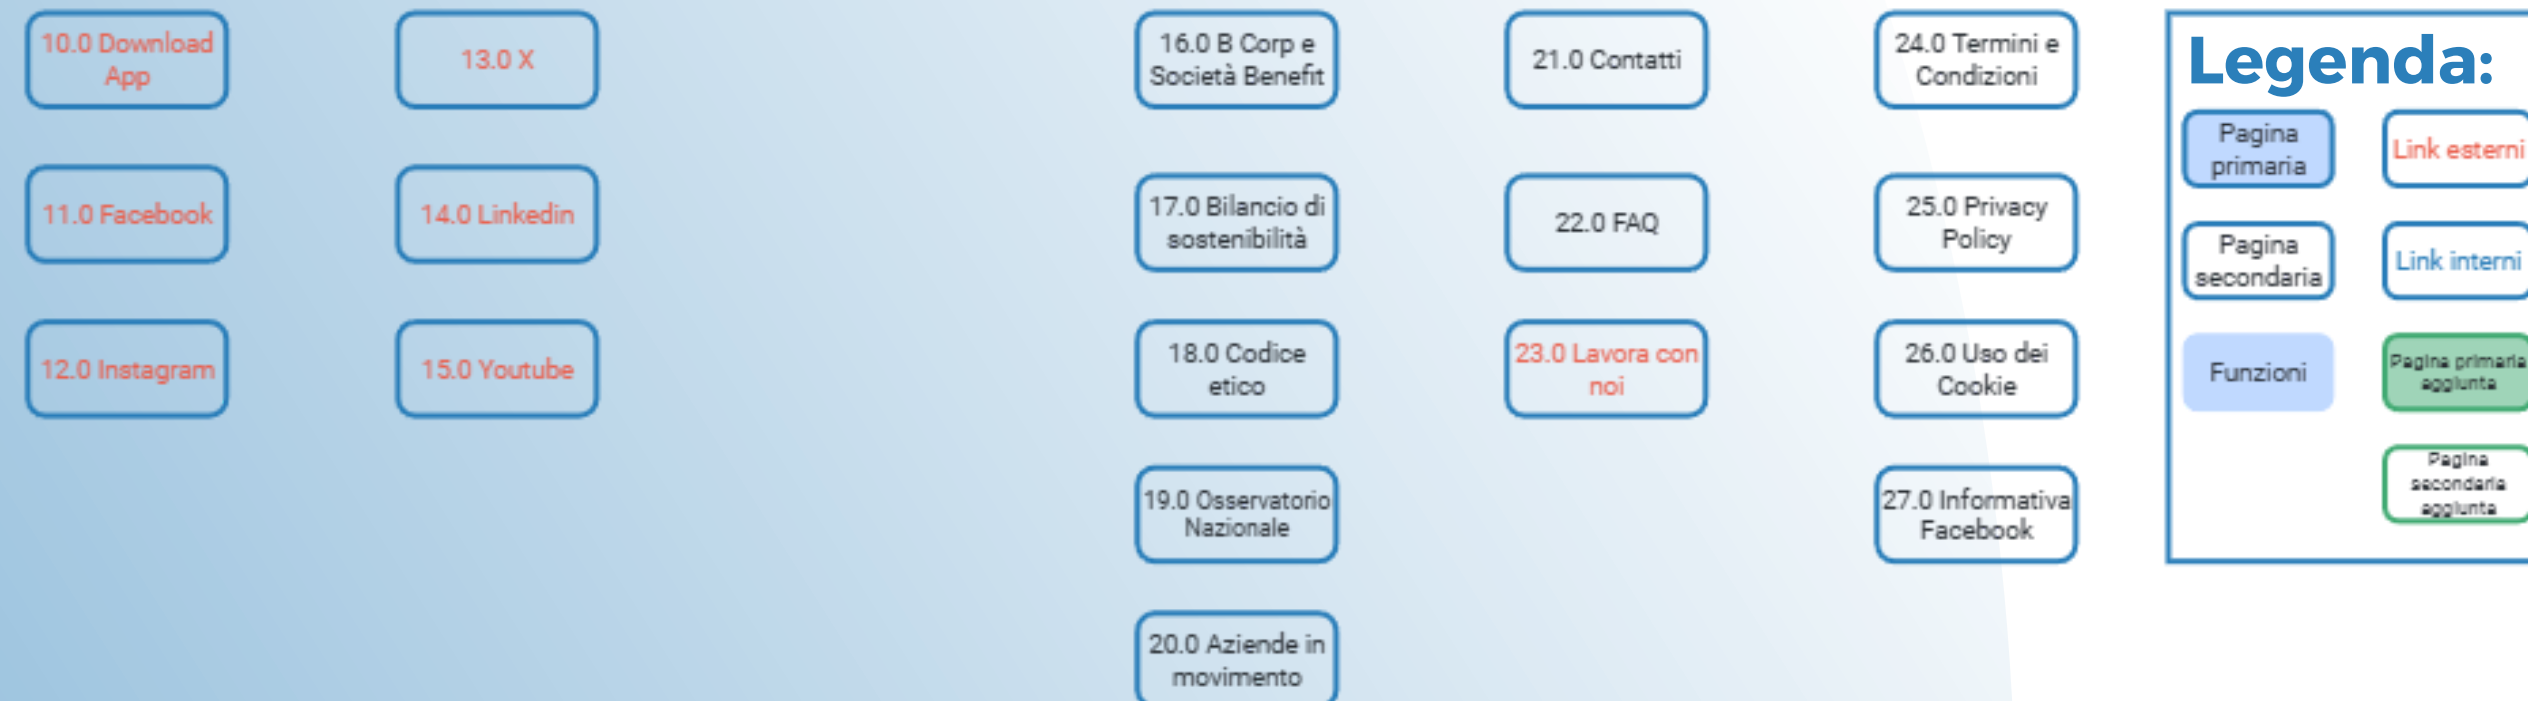 10.0 Download
App
11.0 Facebook
12.0 Instagram
13.0 X
14.0 Linkedin
15.0 Youtube
16.0 B Corp e
Società Benefit
17.0 Bilancio di
sostenibilità
18.0 Codice
etico
19.0 Osservatorio
Nazionale
20.0 Aziende in
movimento
21.0 Contatti
22.0 FAQ
23.0 Lavora con
noi
24.0 Termini e
Condizioni
25.0 Privacy
Policy
26.0 Uso dei
Cookie
27.0 Informativa
Facebook
Legenda:
Pagina
primaria
Pagina
secondaria
Funzioni
Link esterni
Link interni
Pagina primaria
aggiunta
Pagina
secondaria
aggiunta